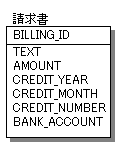 請求書
BILLING_ID
TEXT
AMOUNT
CREDIT_YEAR
CREDIT_MONTH
CREDIT_NUMBER
BANK_ACCOUNT